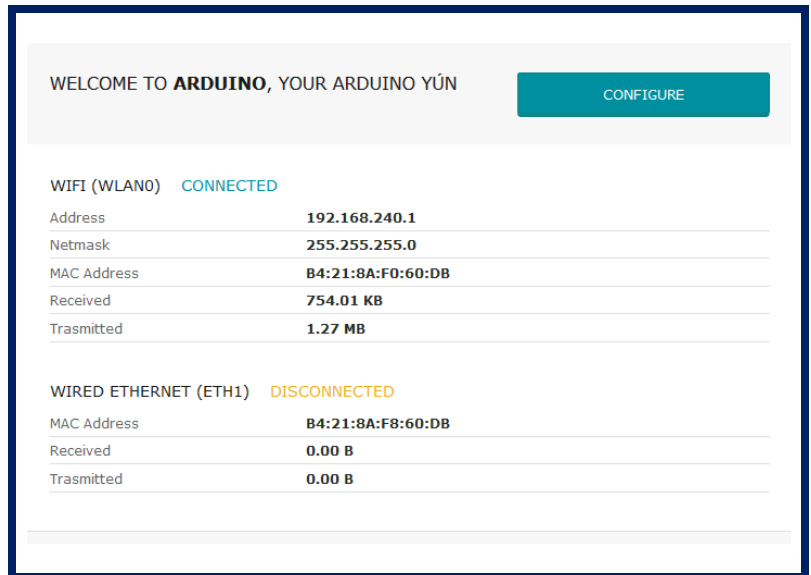 WELCOME TO ARDUINO, YOUR ARDUINO YÚN
CONFIGURE
WIFI (WLAN0) CONNECTED
Address 192.168.240.1
Netmask 255.255.255.0
MAC Address B4:21:8A:F0:60:DB
Received 754.01 KB
Trasmitted 1.27 MB
WIRED ETHERNET (ETH1) DISCONNECTED
MAC Address B4:21:8A:F8:60:DB
Received 0.00 B
Trasmitted 0.00 B